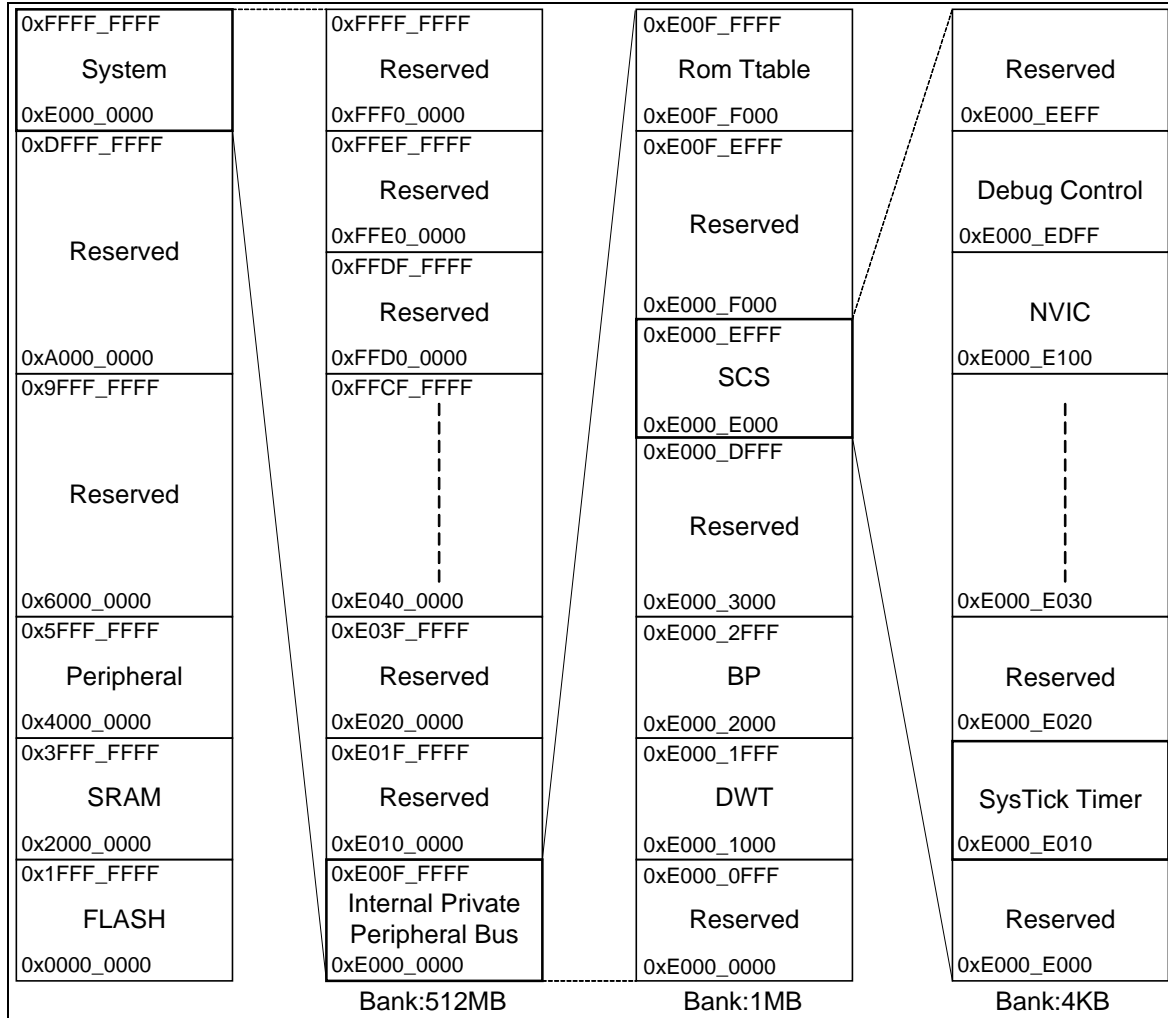 0xFFFF_FFFF
System
0xE000_0000
0xDFFF_FFFF
Reserved
0xA000_0000
0x9FFF_FFFF
Reserved
0x6000_0000
0x5FFF_FFFF
Peripheral
0x4000_0000
0x3FFF_FFFF
SRAM
0x2000_0000
0x1FFF_FFFF
FLASH
0x0000_0000
0xFFFF_FFFF
Reserved
0xFFF0_0000
0xFFEF_FFFF
Reserved
0xFFE0_0000
0xFFDF_FFFF
Reserved
0xFFD0_0000
0xFFCF_FFFF
0xE040_0000
0xE03F_FFFF
Reserved
0xE020_0000
0xE01F_FFFF
Reserved
0xE010_0000
0xE00F_FFFF
Internal Private
Peripheral Bus
0xE000_0000
Bank:512MB
0xE00F_FFFF
Rom Ttable
0xE00F_F000
0xE00F_EFFF
Reserved
0xE000_F000
0xE000_EFFF
SCS
0xE000_E000
0xE000_DFFF
Reserved
0xE000_3000
0xE000_2FFF
BP
0xE000_2000
0xE000_1FFF
DWT
0xE000_1000
0xE000_0FFF
Reserved
0xE000_0000
Bank:1MB
Reserved
0xE000_EEFF
Debug Control
0xE000_EDFF
NVIC
0xE000_E100
0xE000_E030
Reserved
0xE000_E020
SysTick Timer
0xE000_E010
Reserved
0xE000_E000
Bank:4KB